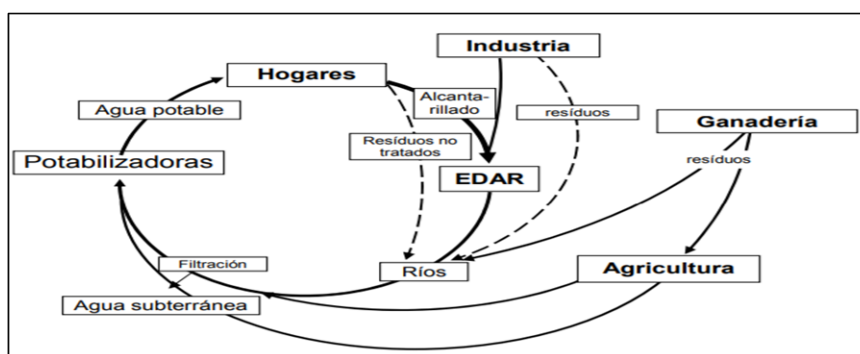 Industria
Hogares
Alcanta-
rillado
resíduos
Agua potable
Ganadería
Resíduos no
tratados
resíduos
Potabilizadoras
EDAR
Filtración
Ríos
Agricultura
Agua subterránea